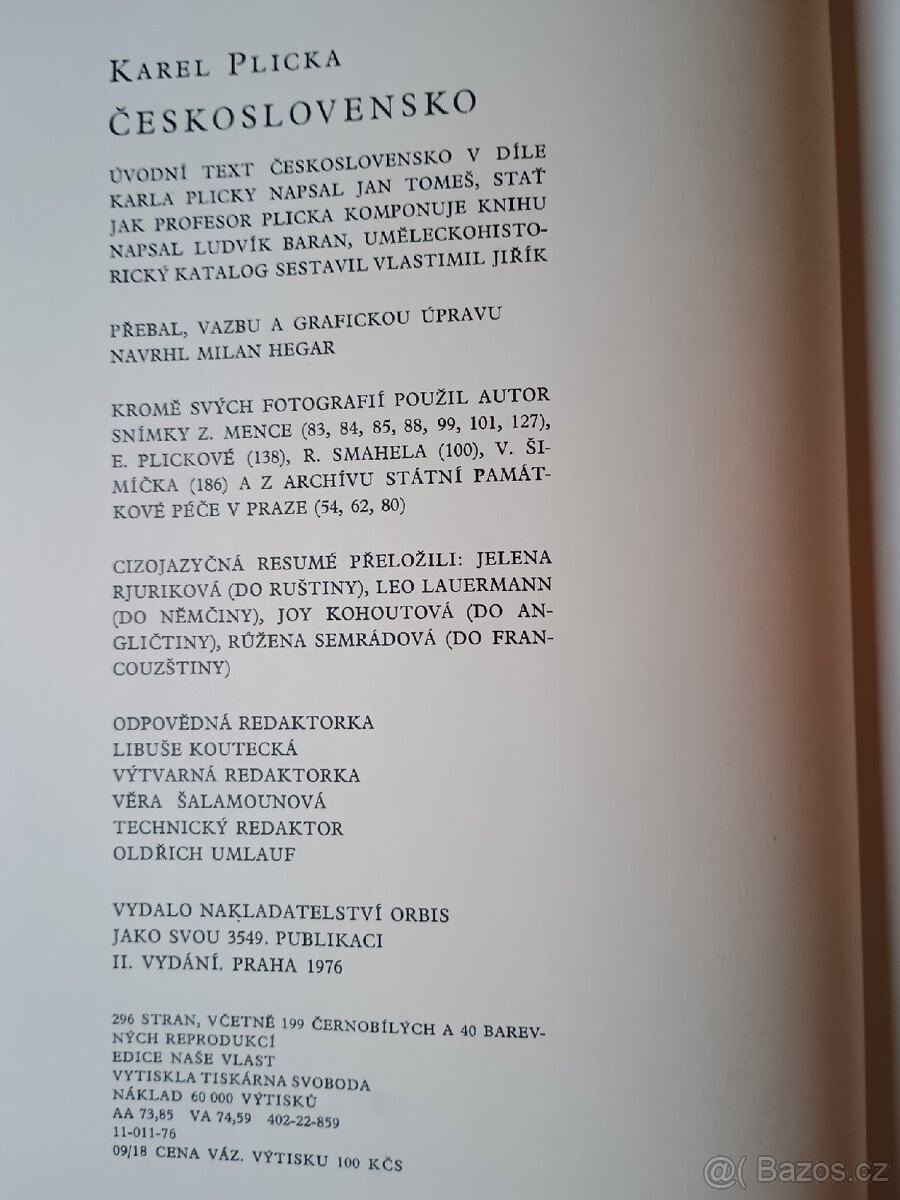 KAREL PLICKA
ČESKOSLOVENSKO
ÚVODNÍ TEXT ČESKOSLOVENSKO V DÍLE
KARLA PLICKY NAPSAL JAN TOMEŠ, STAŤ
JAK PROFESOR PLICKA KOMPONUJE KNIHU
NAPSAL LUDVÍK BARAN, UMĚLECKOHISTO-
RICKÝ KATALOG SESTAVIL VLASTIMIL JIŘÍK
PŘEBAL, VAZBU A GRAFICKOU ÚPRAVU
NAVRHL MILAN HEGAR
KROMĚ SVÝCH FOTOGRAFIÍ POUŽIL AUTOR
SNÍMKY Z. MENCE (83, 84, 85, 88, 99, 101, 127),
E. PLICKOVÉ (138), R. SMAHELA (100), V. ŠI-
MÍČKA (186) A Z ARCHÍVU STÁTNÍ PAMÁT-
KOVÉ PÉČE V PRAZE (54, 62, 80)
CIZOJAZYČNÁ RESUMÉ PŘELOŽILI: JELENA
RJURIKOVÁ (DO RUŠTINY), LEO LAUERMANN
(DO NĚMČINY), JOY KOHOUTOVÁ (DO AN-
GLIČTINY), RŮŽENA SEMRÁDOVÁ (DO FRAN-
COUZŠTINY)
ODPOVĚDNÁ REDAKTORKA
LIBUŠE KOUTECKÁ
VÝTVARNÁ REDAKTORKA
VĚRA ŠALAMOUNOVÁ
TECHNICKÝ REDAKTOR
OLDŘICH UMLAUF
VYDALO NAKLADATELSTVÍ ORBIS
JAKO SVOU 3549. PUBLIKACI
II. VYDÁNÍ. PRAHA 1976
296 STRAN, VČETNĚ 199 ČERNOBÍLÝCH A 40 BAREV-
NÝCH REPRODUKCÍ
EDICE NAŠE VLAST
VYTISKLA TISKÁRNA SVOBODA
NÁKLAD 60 000 VÝTISKŮ
AA 73,85 VA 74,59 402-22-859
11-011-76
09/18 CENA VÁZ. VÝTISKU 100 KČS
@( Bazos.cz